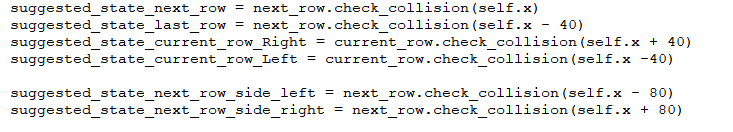 suggested_state_next_row = next_row.check_collision(self.x)
suggested_state_last_row = next_row.check_collision(self.x - 40)
suggested_state_current_row_Right = current_row.check_collision(self.x + 40)
suggested_state_current_row_Left = current_row.check_collision(self.x -40)
suggested_state_next_row_side_left = next_row.check_collision(self.x - 80)
suggested_state_next_row_side_right = next_row.check_collision(self.x + 80)